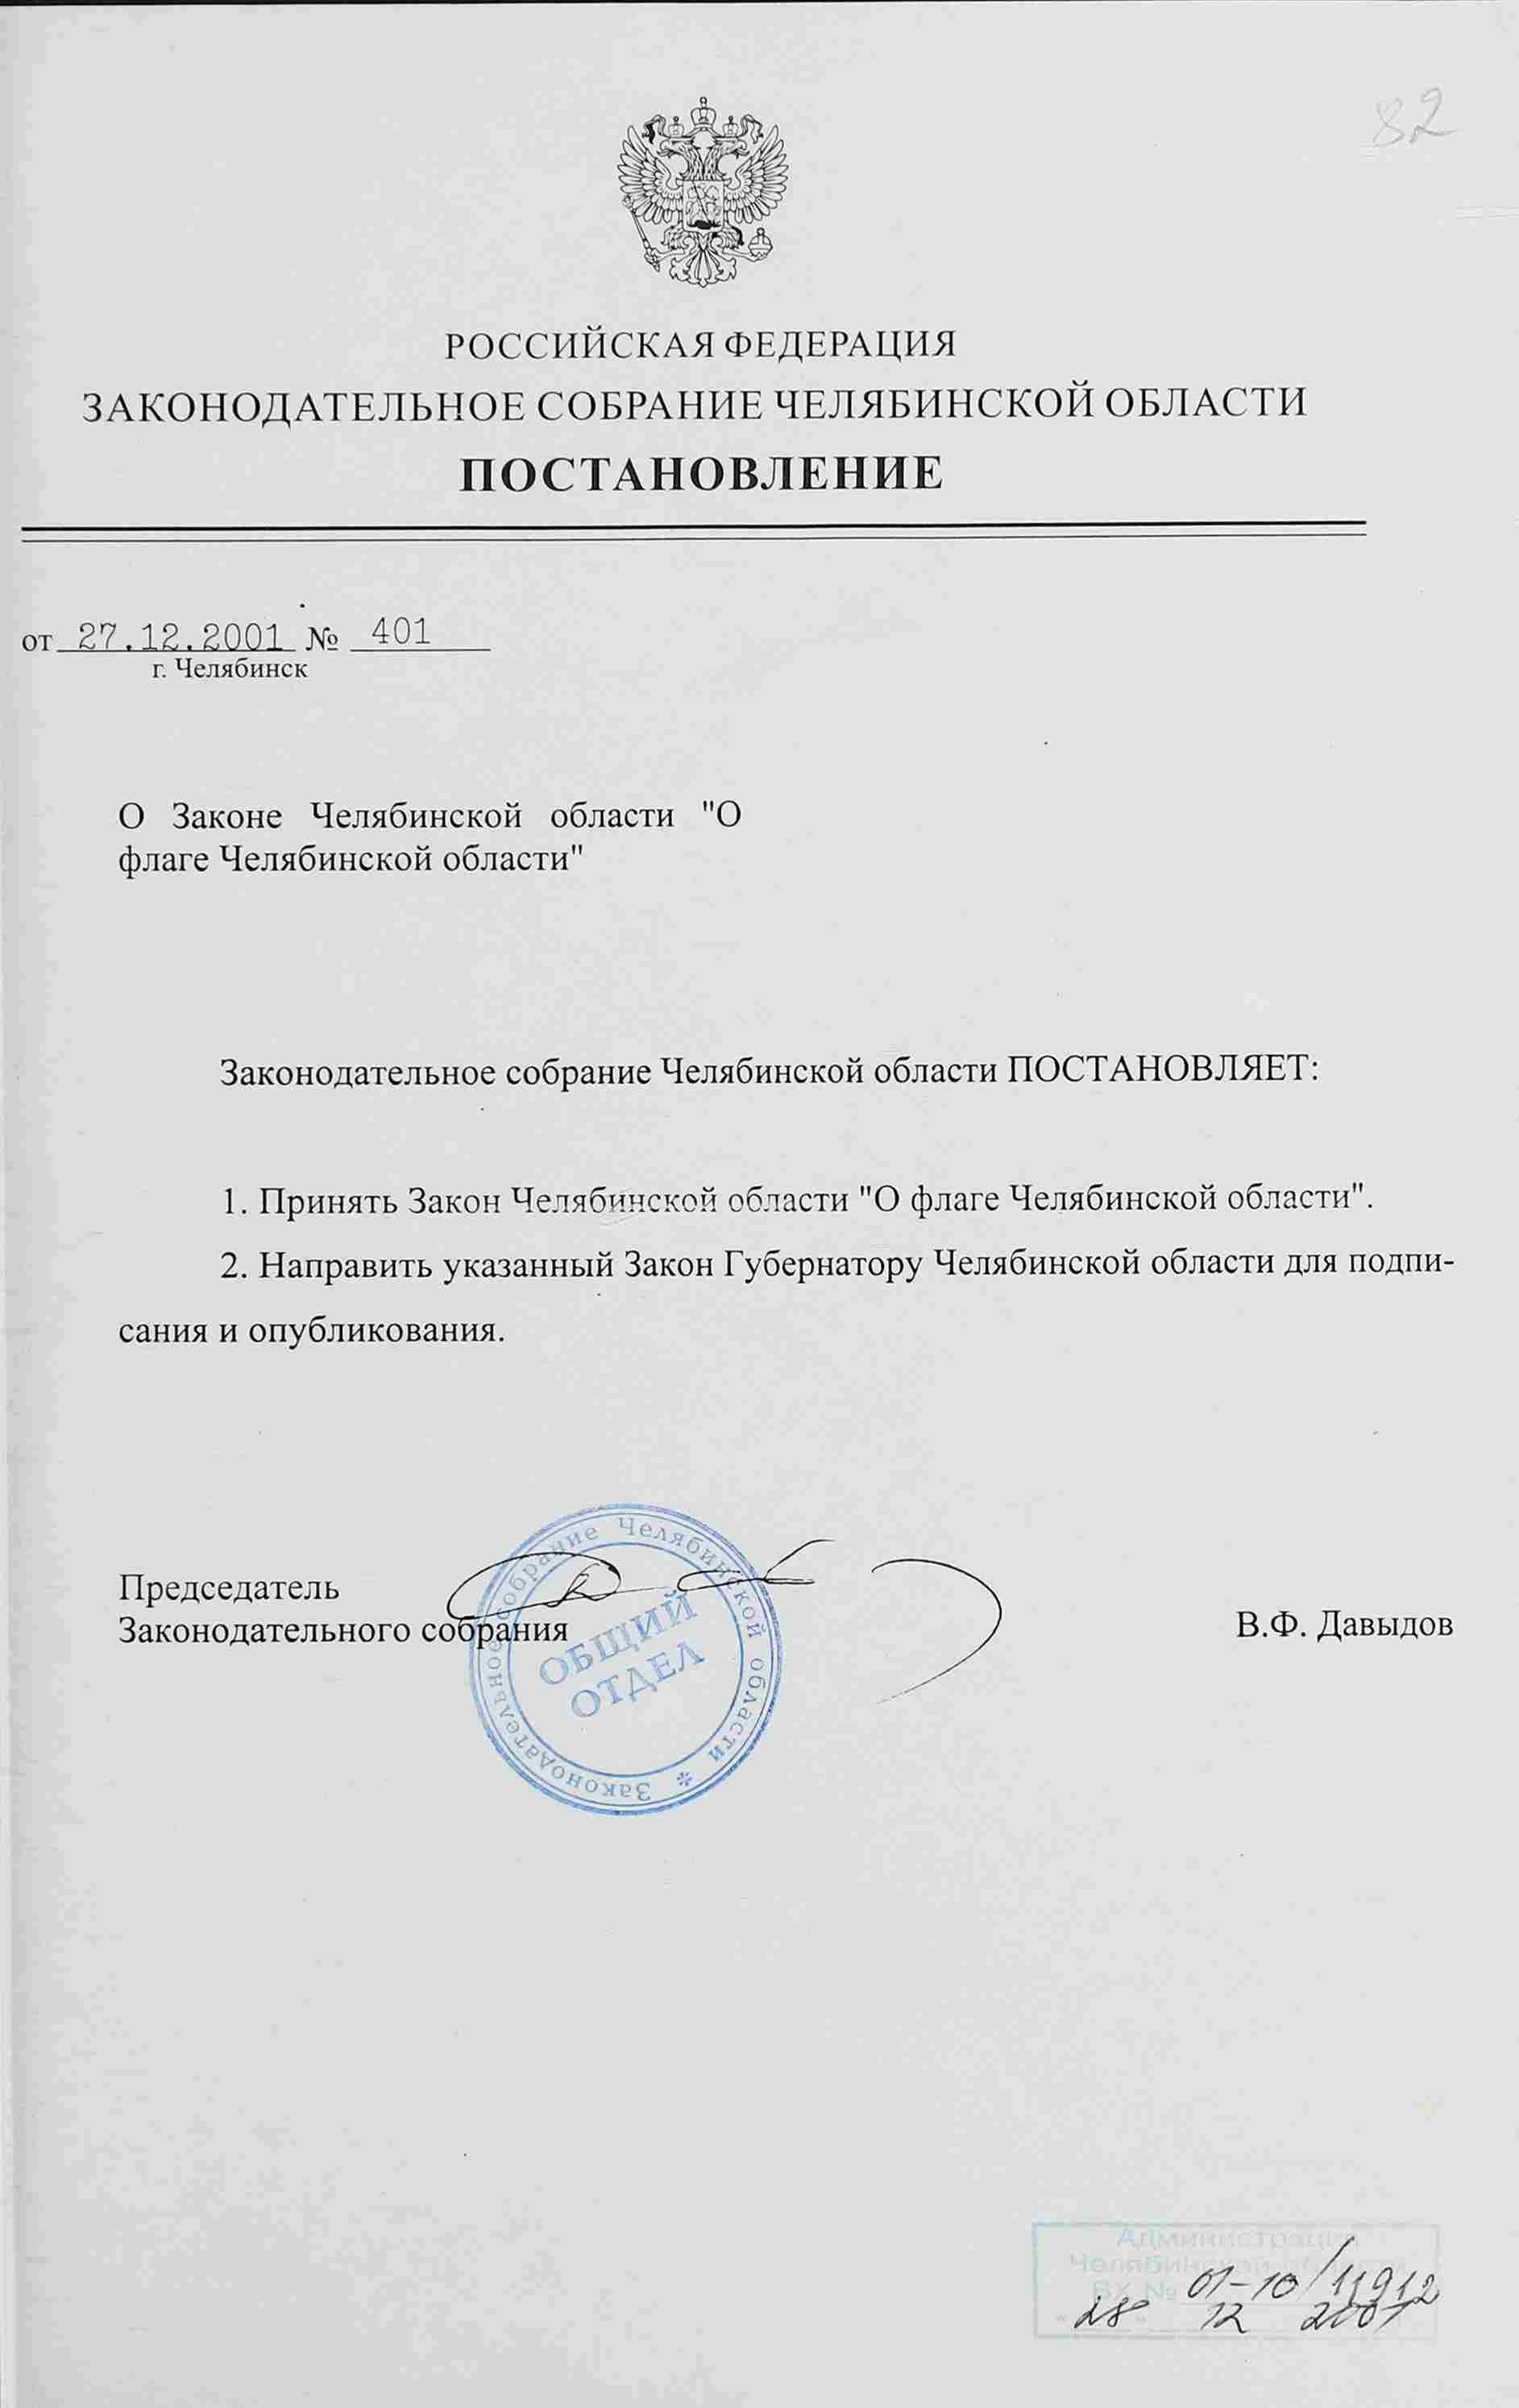 82
РОССИЙСКАЯ ФЕДЕРАЦИЯ
ЗАКОНОДАТЕЛЬНОЕ СОБРАНИЕ ЧЕЛЯБИНСКОЙ ОБЛАСТИ
ПОСТАНОВЛЕНИЕ
от 27.12.2001 № 401
г. Челябинск
О Законе Челябинской области "О
флаге Челябинской области"
Законодательное собрание Челябинской области ПОСТАНОВЛЯЕТ:
1. Принять Закон Челябинской области "О флаге Челябинской области".
2. Направить указанный Закон Губернатору Челябинской области для подпи-
сания и опубликования.
Председатель
Законодательного собрания
В.Ф. Давыдов
Законодательное собрание Челябинской области *
ОБЩИЙ
ОТДЕЛ
Администрация
Челябинской области
ВХ № 01-10/11912
28 12 2001